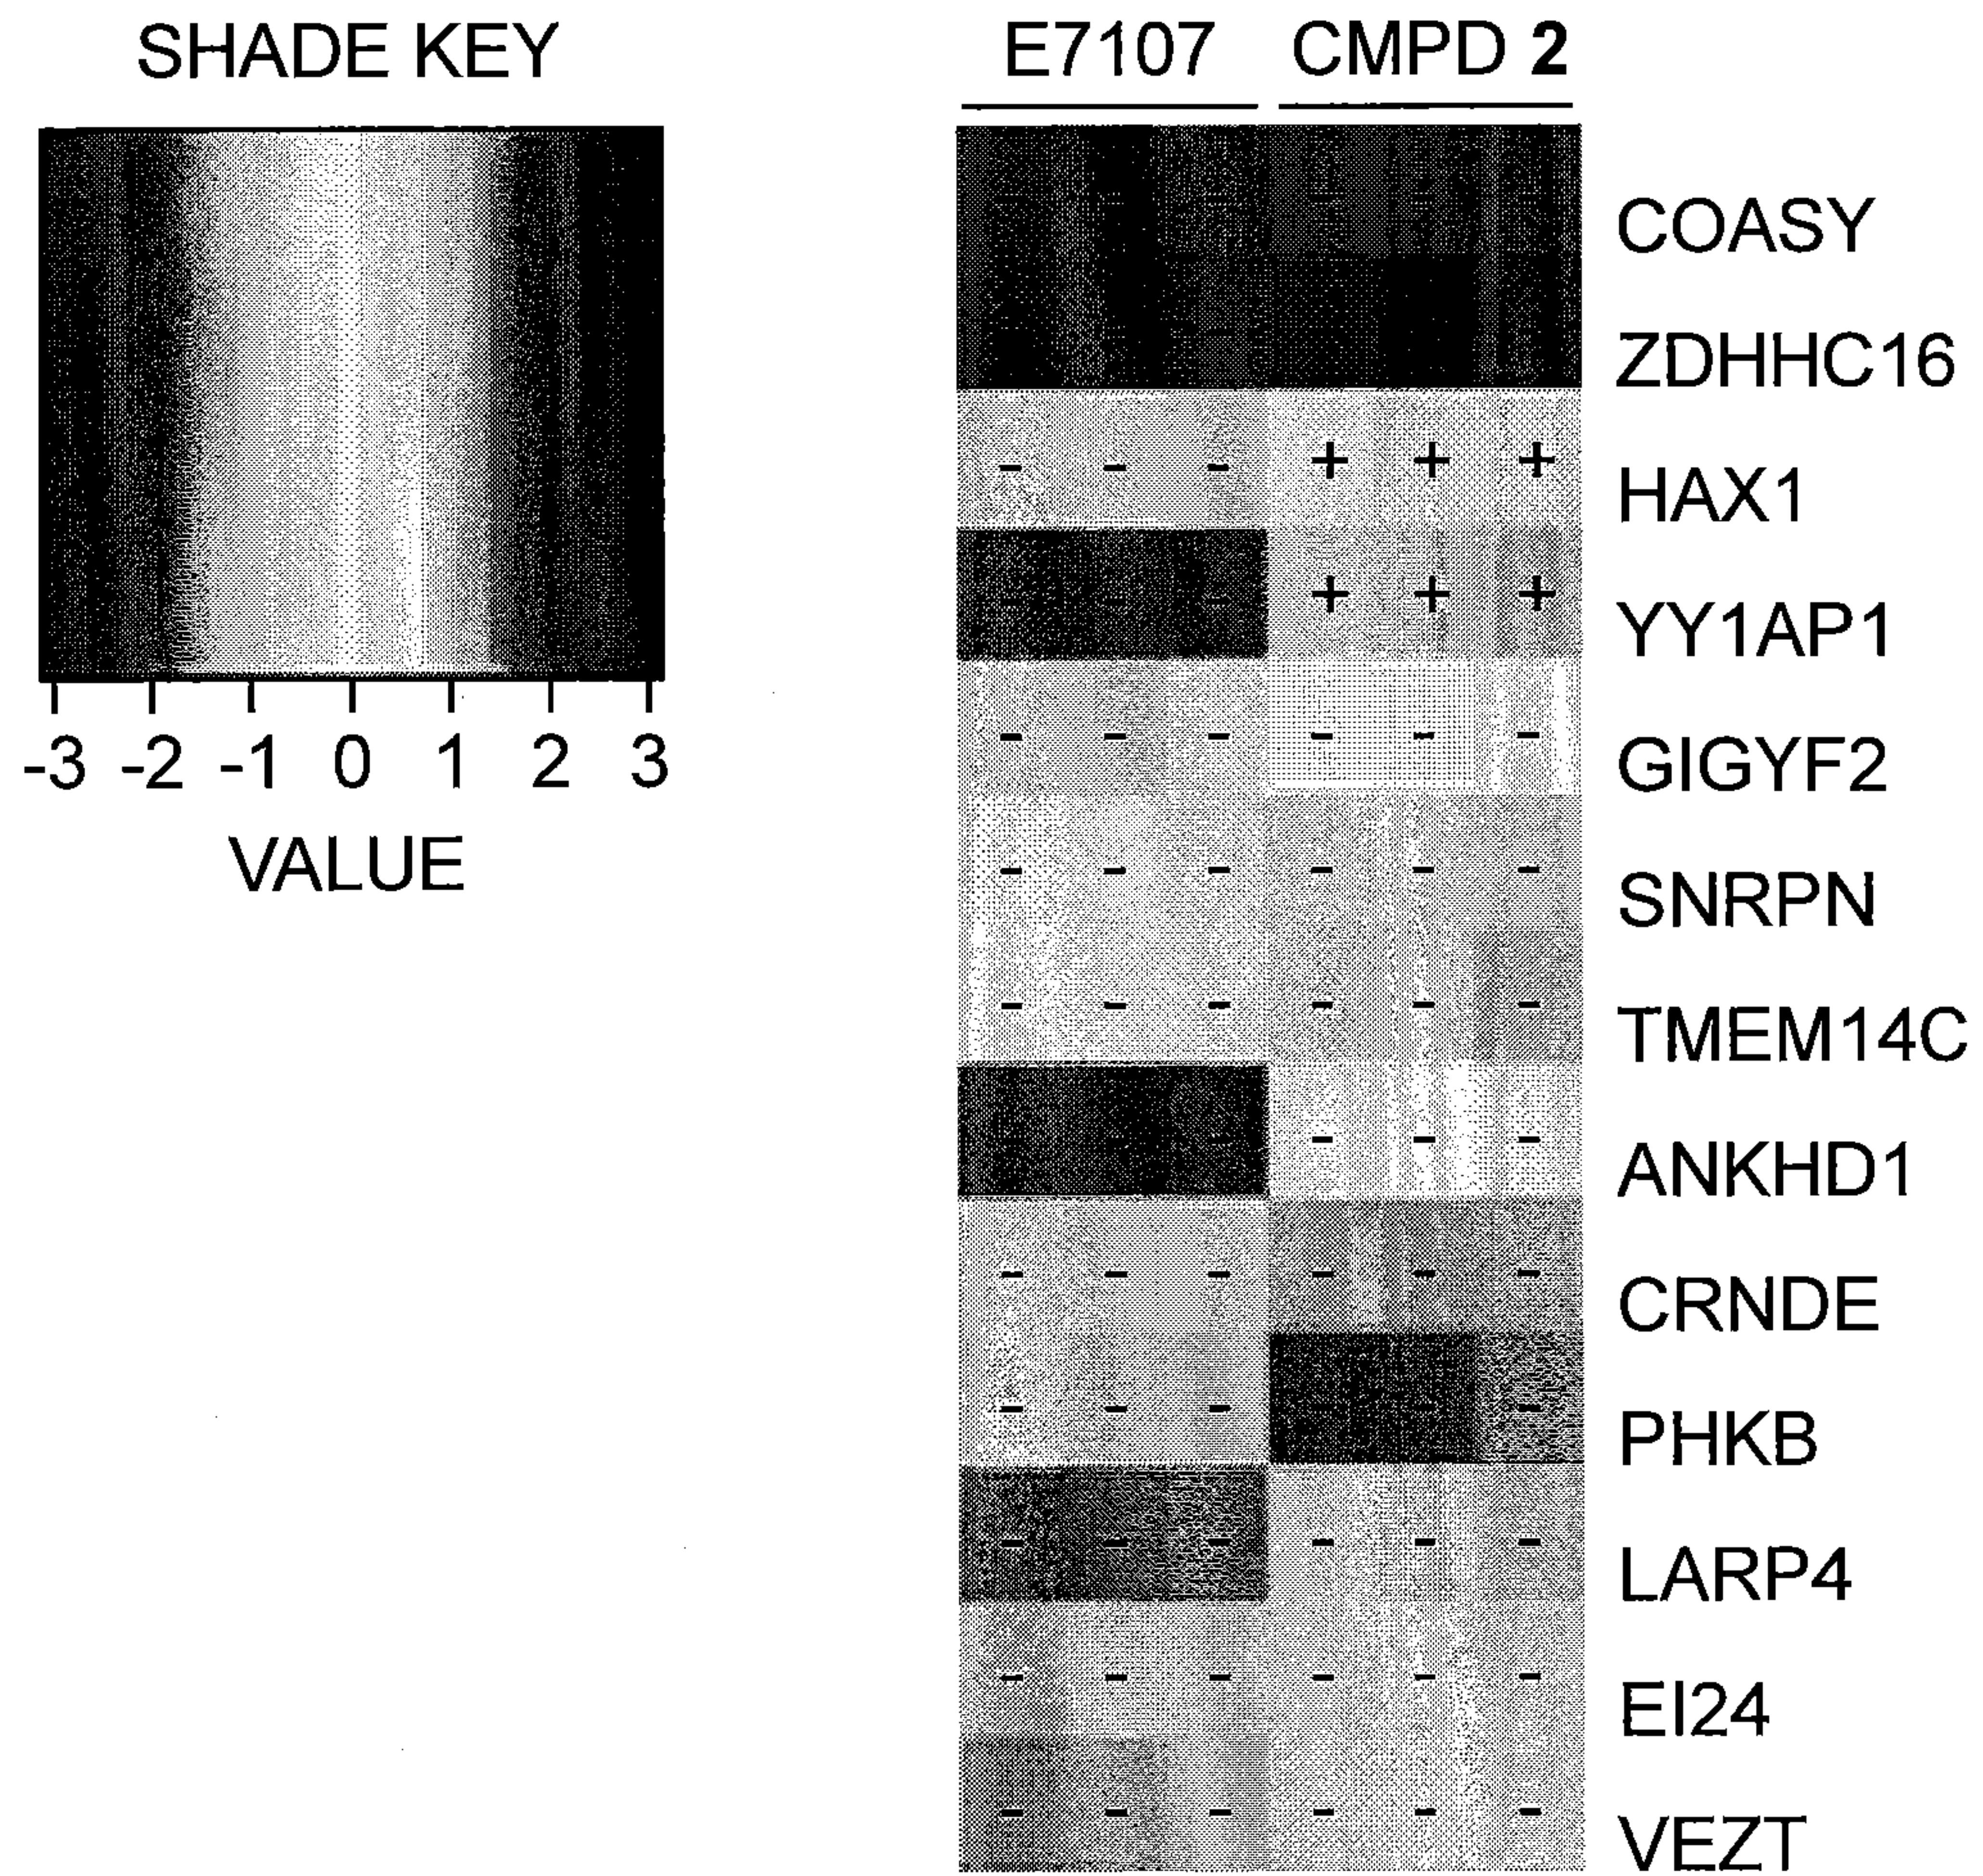 SHADE KEY
-3 -2 -1 0 1 2 3
VALUE
E7107 CMPD 2
COASY
ZDHHC16
- - - + + + HAX1
+ + + YY1AP1
- - - - - - GIGYF2
- - - - - - SNRPN
- - - - - - TMEM14C
- - - ANKHD1
- - - - - - CRNDE
- - - - PHKB
- - - - - - LARP4
- - - - - - EI24
- - - - - - VEZT